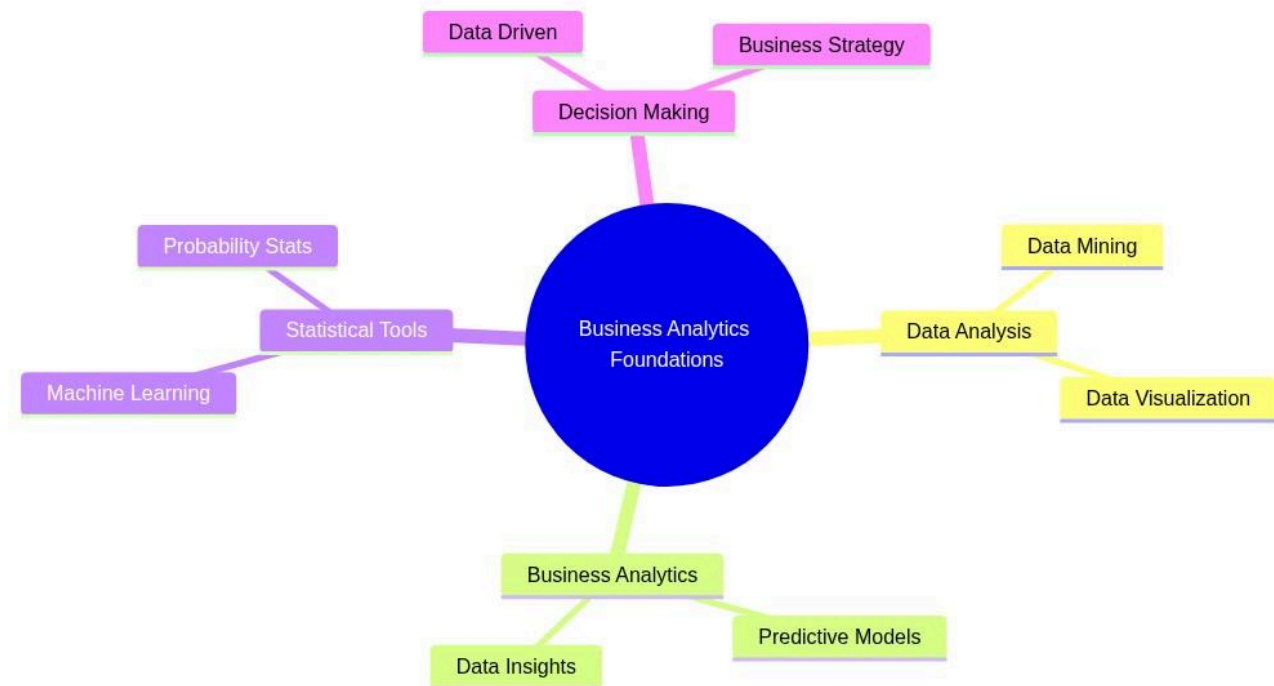 Data Driven
Business Strategy
Decision Making
Probability Stats
Data Mining
Statistical Tools
Business Analytics
Foundations
Data Analysis
Machine Learning
Data Visualization
Business Analytics
Predictive Models
Data Insights